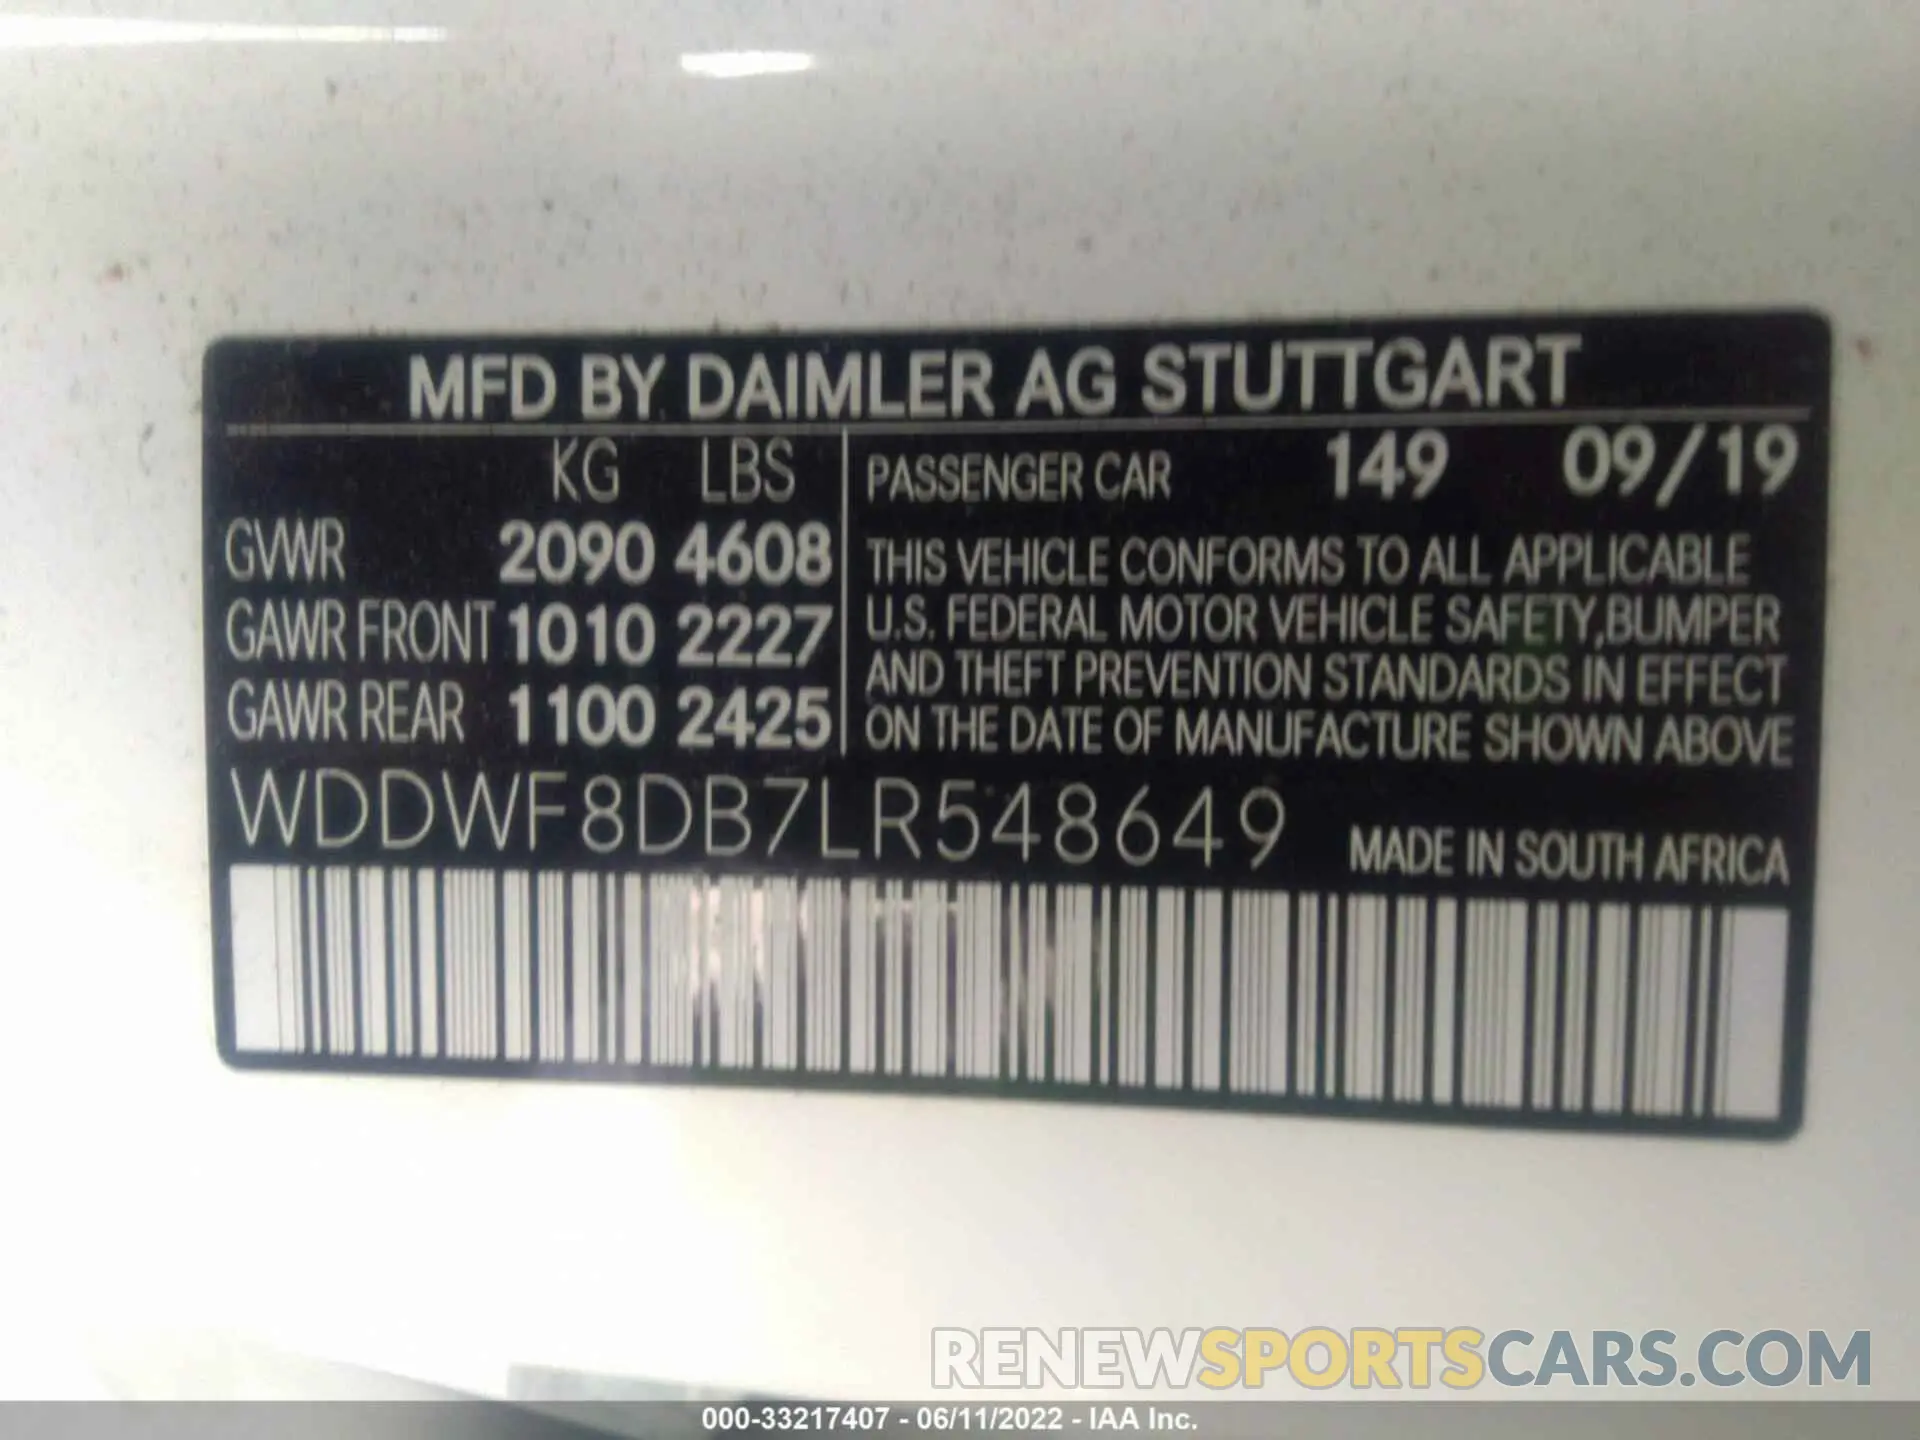 MFD BY DAIMLER AG STUTTGART
KG LBS
GVWR 2090 4608
GAWR FRONT 1010 2227
GAWR REAR 1100 2425
PASSENGER CAR 149 09/19
THIS VEHICLE CONFORMS TO ALL APPLICABLE
U.S. FEDERAL MOTOR VEHICLE SAFETY,BUMPER
AND THEFT PREVENTION STANDARDS IN EFFECT
ON THE DATE OF MANUFACTURE SHOWN ABOVE
WDDWF8DB7LR548649
MADE IN SOUTH AFRICA
RENEWSPORTSCARS.COM
000-33217407 - 06/11/2022 - IAA Inc.